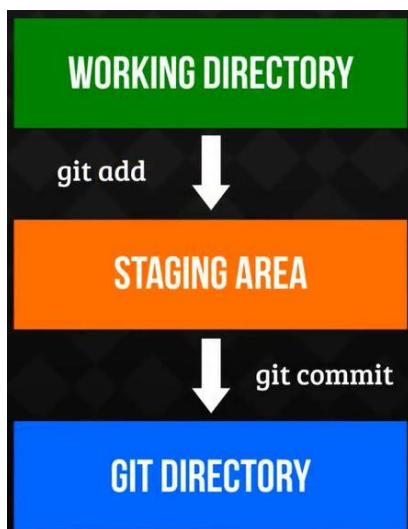 WORKING DIRECTORY
git add
STAGING AREA
git commit
GIT DIRECTORY